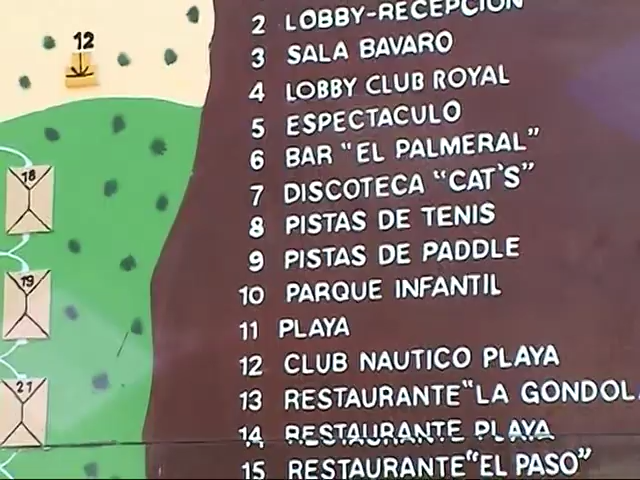 2 LOBBY-RECEPCION
3 SALA BAVARO
4 LOBBY CLUB ROYAL
5 ESPECTACULO
6 BAR "EL PALMERAL"
7 DISCOTECA "CAT'S"
8 PISTAS DE TENIS
9 PISTAS DE PADDLE
10 PARQUE INFANTIL
11 PLAYA
12 CLUB NAUTICO PLAYA
13 RESTAURANTE "LA GONDOL
14 RESTAURANTE PLAYA
15 RESTAURANTE "EL PASO"
12
18
19
21